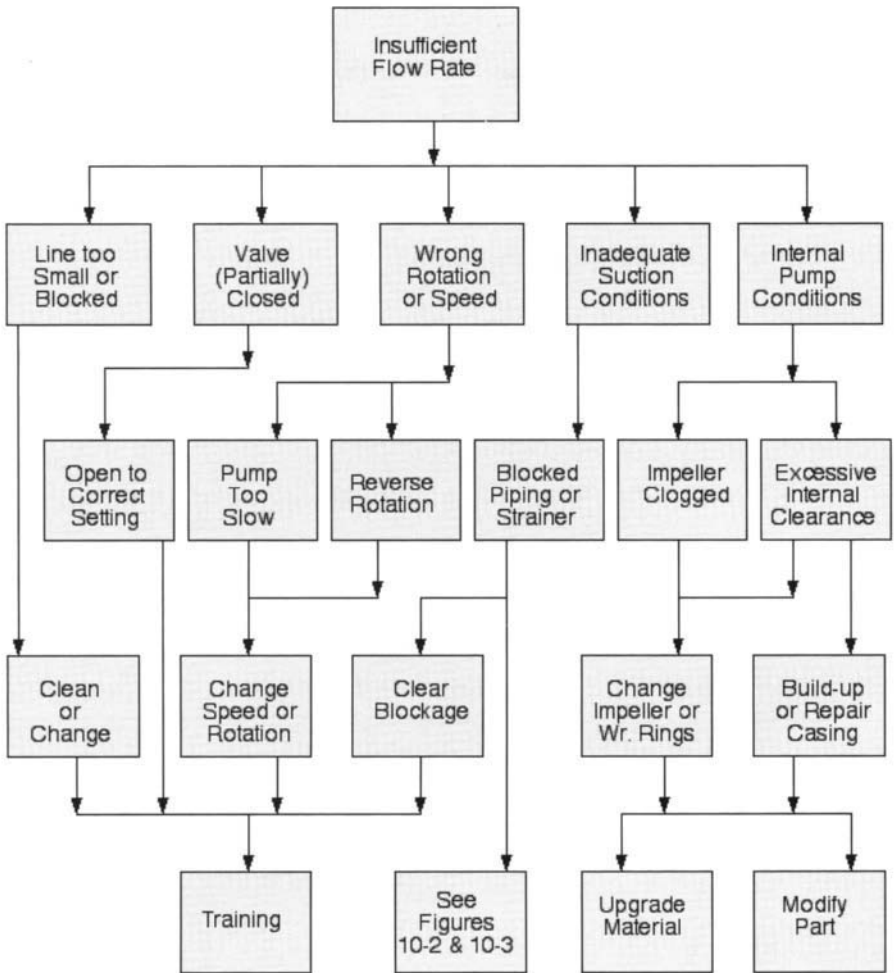 Insufficient
Flow Rate
Line too
Small or
Blocked
Valve
(Partially)
Closed
Wrong
Rotation
or Speed
Inadequate
Suction
Conditions
Internal
Pump
Conditions
Open to
Correct
Setting
Pump
Too
Slow
Reverse
Rotation
Blocked
Piping or
Strainer
Impeller
Clogged
Excessive
Internal
Clearance
Clean
or
Change
Change
Speed or
Rotation
Clear
Blockage
Change
Impeller or
Wr. Rings
Build-up
or Repair
Casing
Training
See
Figures
10-2 & 10-3
Upgrade
Material
Modify
Part